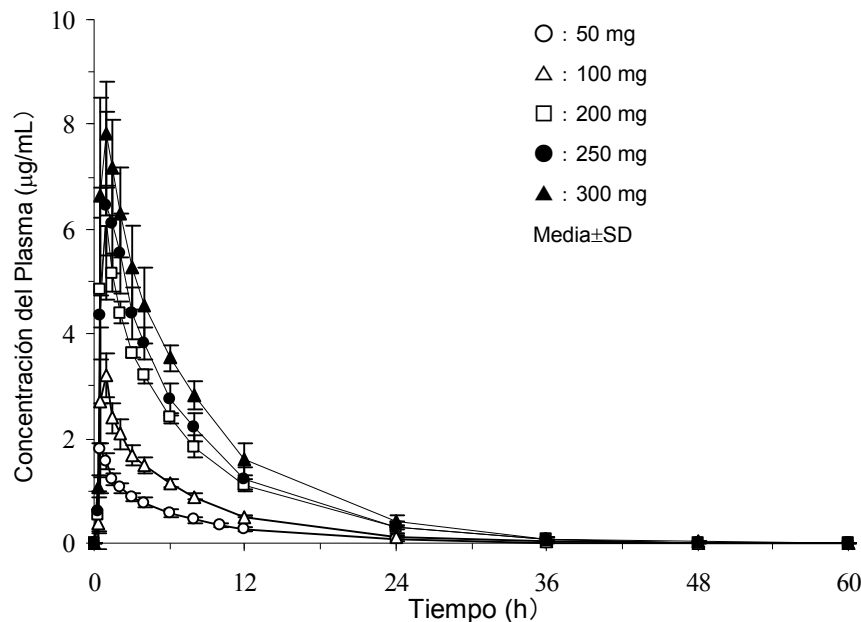 10
8
6
4
2
0
Concentración del Plasma (μg/mL)
○ : 50 mg
△ : 100 mg
□ : 200 mg
● : 250 mg
▲ : 300 mg
Media±SD
0 12 24 36 48 60
Tiempo (h)